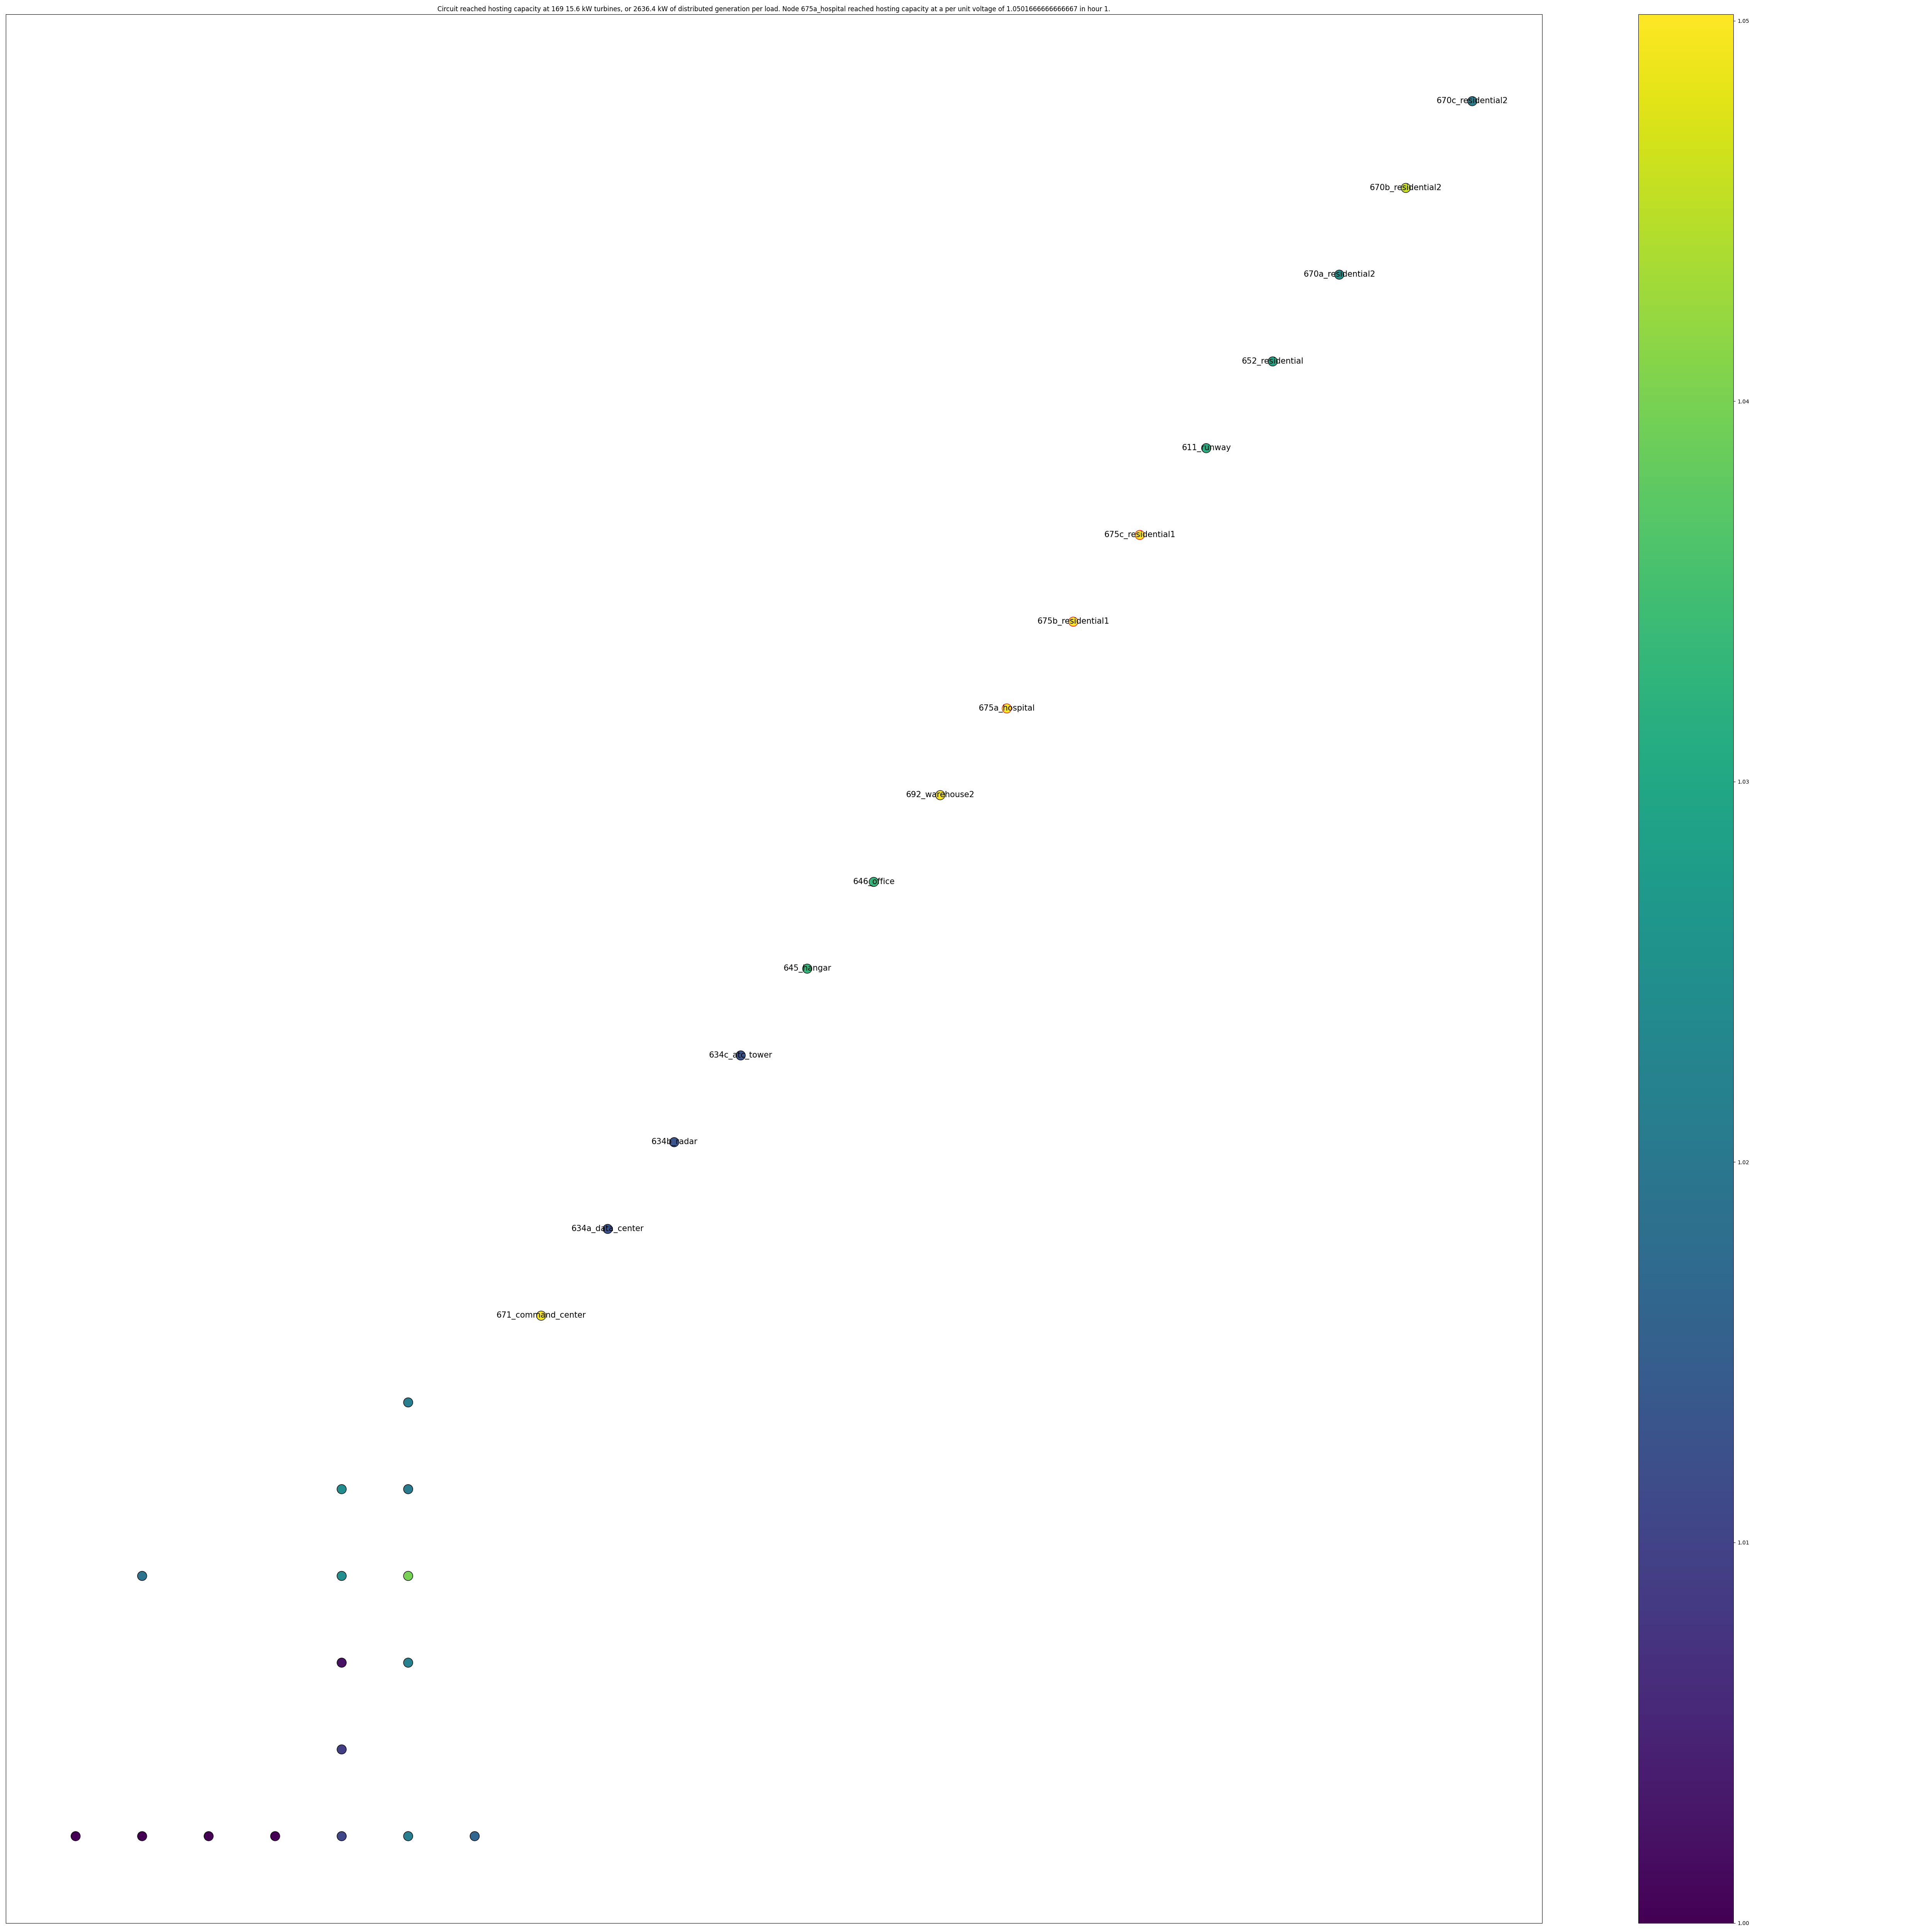 Circuit reached hosting capacity at 169 15.6 kW turbines, or 2636.4 kW of distributed generation per load. Node 675a_hospital reached hosting capacity at a per unit voltage of 1.0501666666666667 in hour 1.
1.05
670c_residential2
670b_residential2
670a_residential2
652_residential
1.04
611_runway
675c_residential1
675b_residential1
675a_hospital
1.03
692_warehouse2
646_office
645_hangar
634c_atc_tower
634b_radar
1.02
634a_data_center
671_command_center
1.01
1.00